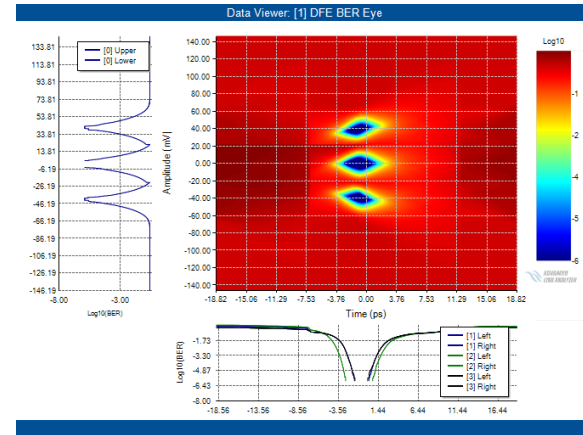 Data Viewer: [1] DFE BER Eye
133.81
113.81
93.81
73.81
53.81
33.81
13.81
-6.19
-26.19
-46.19
-66.19
-86.19
-106.19
-126.19
-146.19
[0] Upper
[0] Lower
-8.00 -3.00
Log10(BER)
Amplitude (mV)
140.00
120.00
100.00
80.00
60.00
40.00
20.00
0.00
-20.00
-40.00
-60.00
-80.00
-100.00
-120.00
-140.00
-18.82 -15.06 -11.29 -7.53 -3.76 0.00 3.76 7.53 11.29 15.06 18.82
Time (ps)
Log10
-1
-2
-4
-5
-6
ADVANCED
LINK ANALYZER
Log10(BER)
-1.73
-3.30
-4.87
-6.43
-8.00
[1] Left
[1] Right
[2] Left
[2] Right
[3] Left
[3] Right
-18.56 -13.56 -8.56 -3.56 1.44 6.44 11.44 16.44